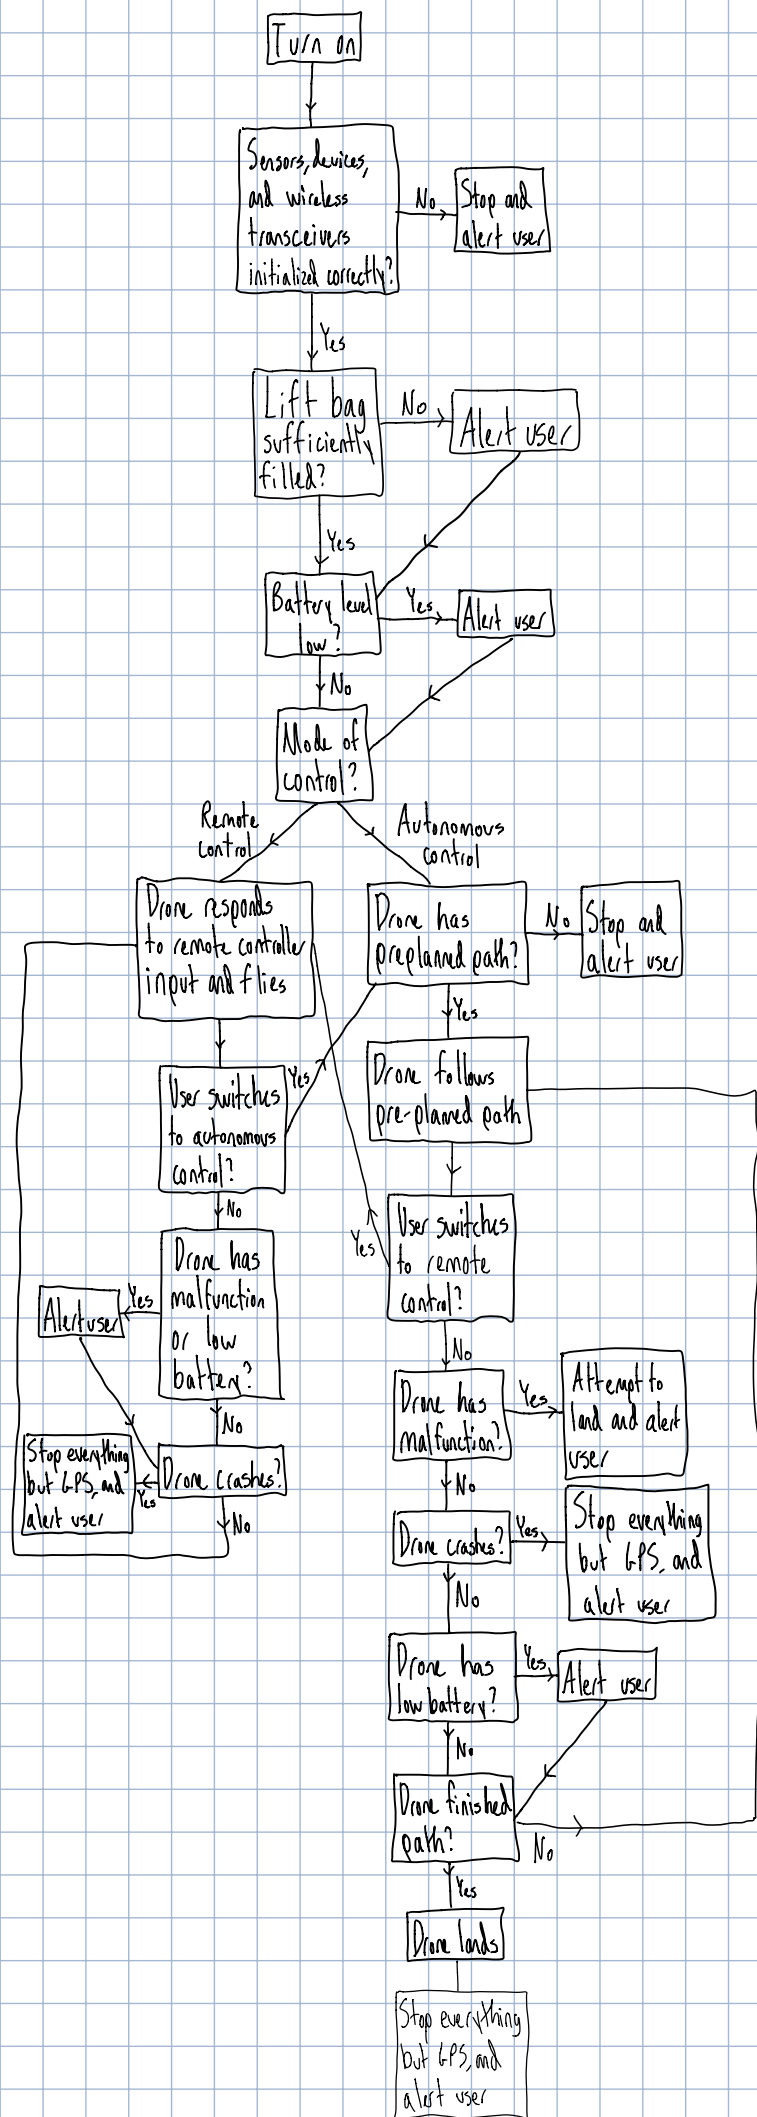 Turn on
Sensors, devices,
and wireless
transceivers
initialized correctly?
No
Stop and
alert user
Yes
Lift bag
sufficiently
filled?
No
Alert user
Yes
Battery level
low?
Yes
Alert user
No
Mode of
control?
Remote
control
Autonomous
control
Drone responds
to remote controller
input and flies
Drone has
preplanned path?
No
Stop and
alert user
Yes
Drone follows
pre-planned path
User switches
to autonomous
control?
Yes
No
User switches
to remote
control?
Yes
No
Drone has
malfunction
or low
battery?
Yes
Alert user
No
Drone crashes?
Yes
Stop everything
but GPS, and
alert user
No
Drone has
malfunction?
Yes
Attempt to
land and alert
user
No
Drone crashes?
Yes
Stop everything
but GPS, and
alert user
No
Drone has
low battery?
Yes
Alert user
No
Drone finished
path?
No
Yes
Drone lands
Stop everything
but GPS, and
alert user